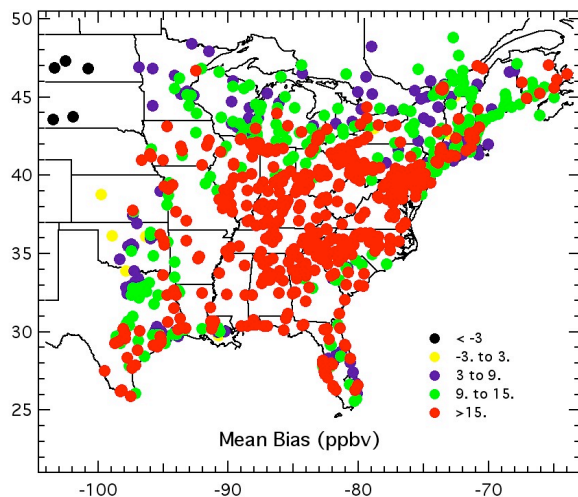 50
45
40
35
30
25
< -3
-3. to 3.
3 to 9.
9. to 15.
>15.
Mean Bias (ppbv)
-100 -90 -80 -70